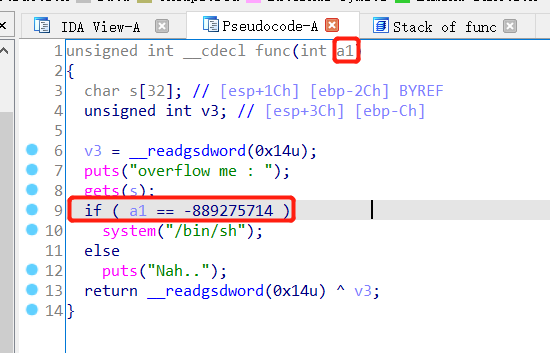 IDA View-A Pseudocode-A Stack of func
1 unsigned int __cdecl func(int a1)
2 {
3 char s[32]; // [esp+1Ch] [ebp-2Ch] BYREF
4 unsigned int v3; // [esp+3Ch] [ebp-Ch]
5
6 v3 = __readgsdword(0x14u);
7 puts("overflow me : ");
8 gets(s);
9 if ( a1 == -889275714 )
10 system("/bin/sh");
11 else
12 puts("Nah..");
13 return __readgsdword(0x14u) ^ v3;
14 }